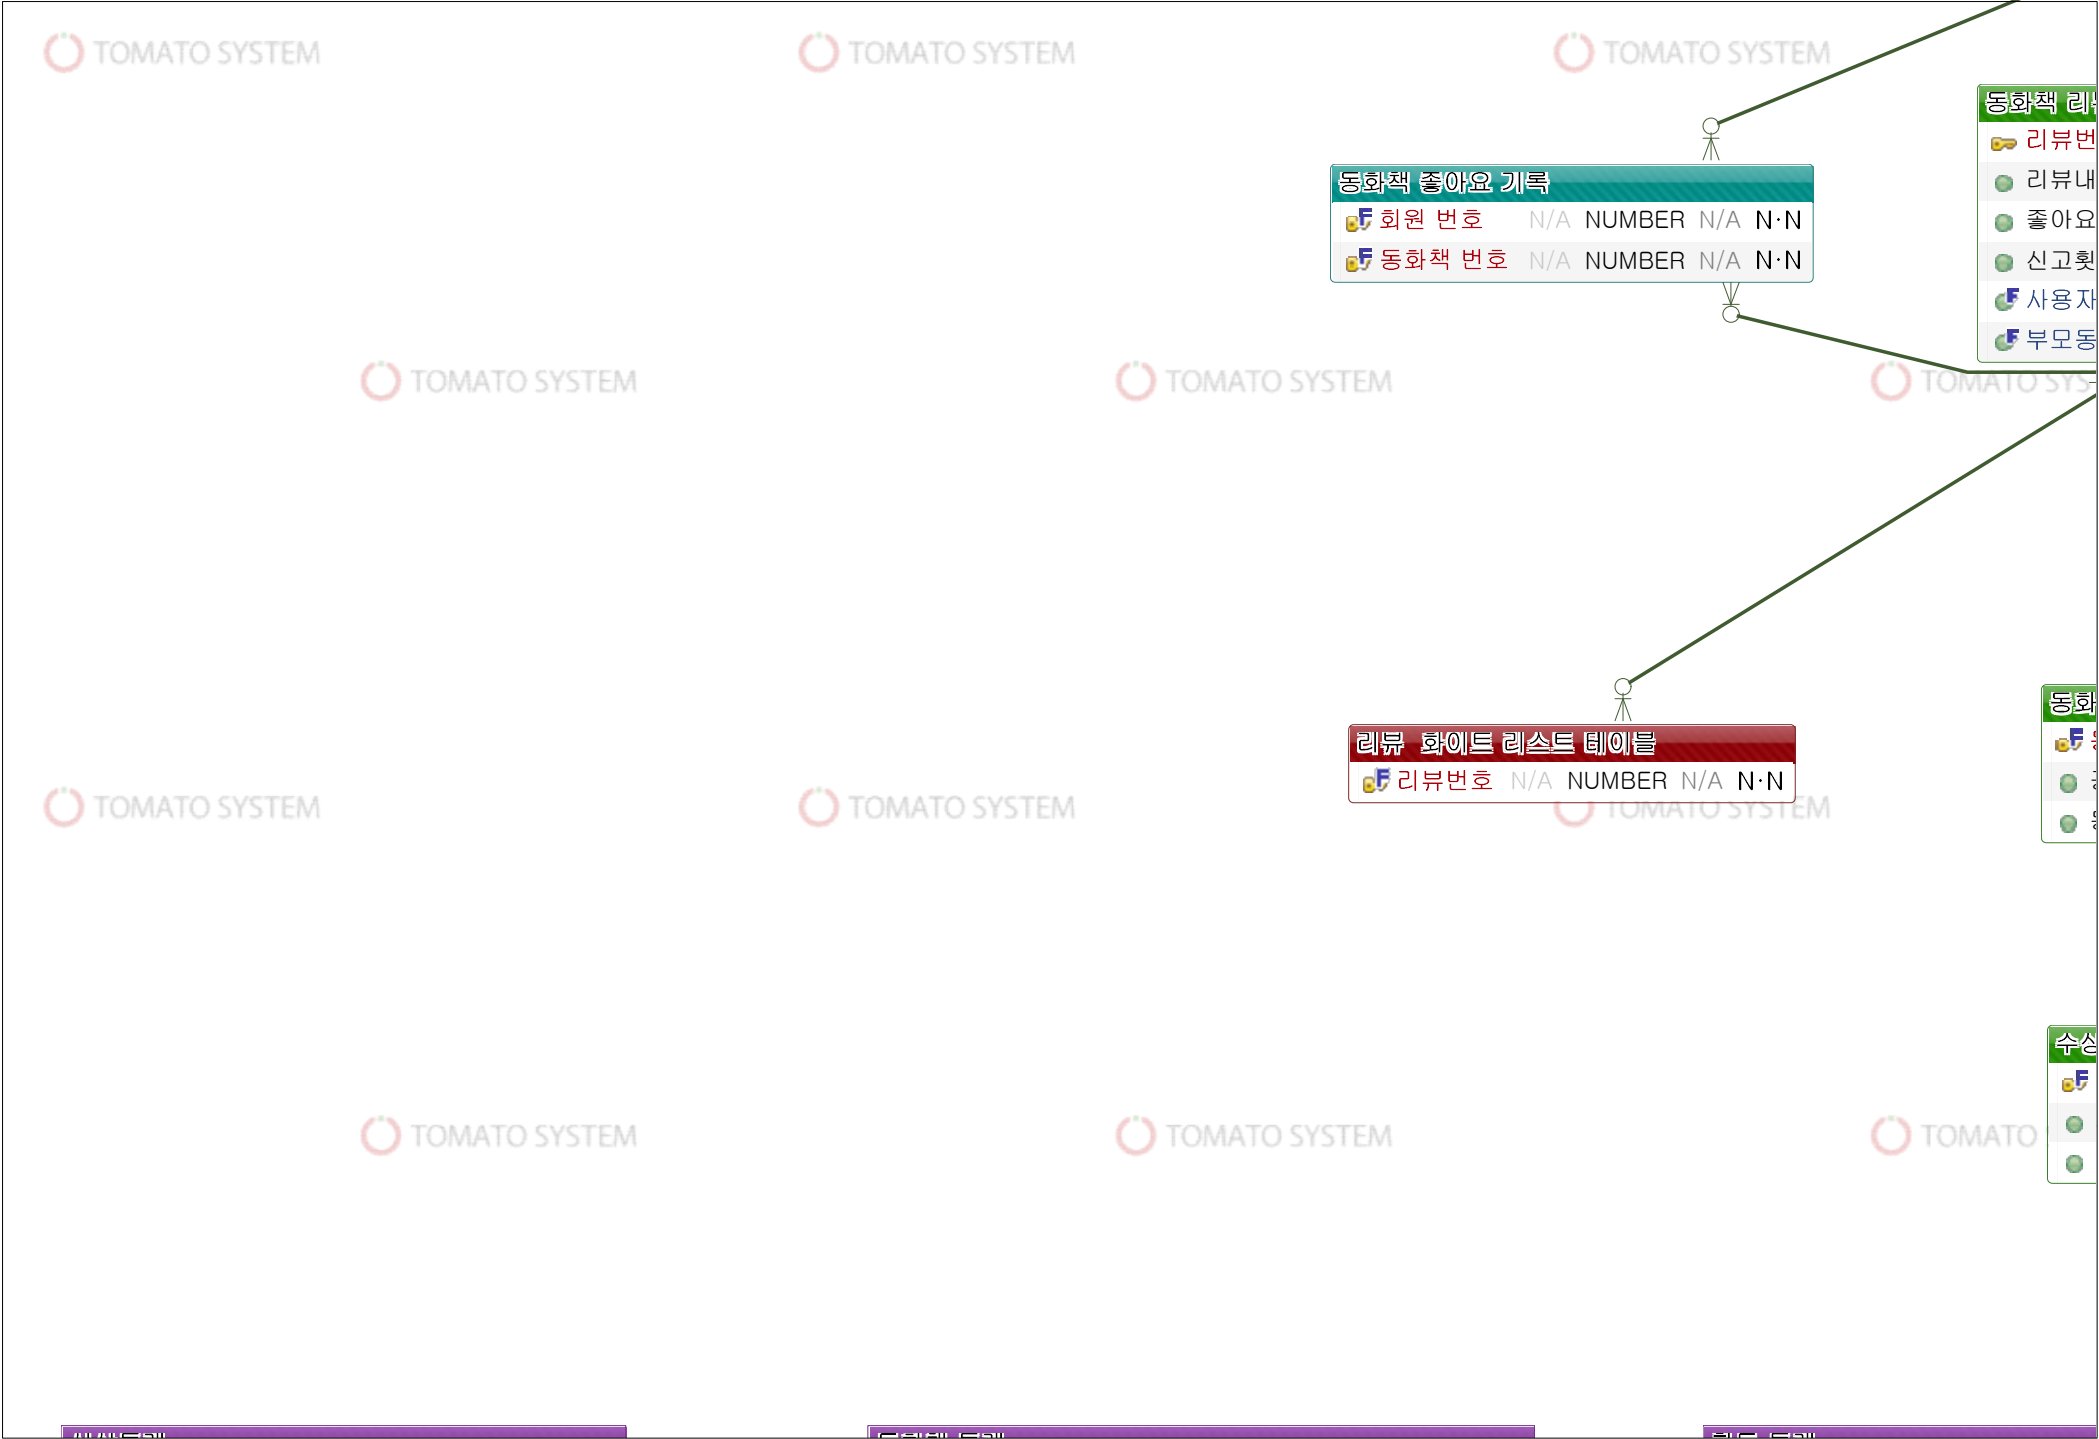 TOMATO SYSTEM TOMATO SYSTEM TOMATO SYSTEM
동화책
리뷰번
리뷰내
좋아요
신고횟
사용자
부모동
동화책 좋아요 기록
회원 번호 N/A NUMBER N/A N·N
동화책 번호 N/A NUMBER N/A N·N
TOMATO SYSTEM TOMATO SYSTEM TOMATO SYS
리뷰 화이트 리스트 테이블
리뷰번호 N/A NUMBER N/A N·N
동화
TOMATO SYSTEM TOMATO SYSTEM TOMATO SYSTEM
TOMATO SYSTEM TOMATO SYSTEM TOMATO